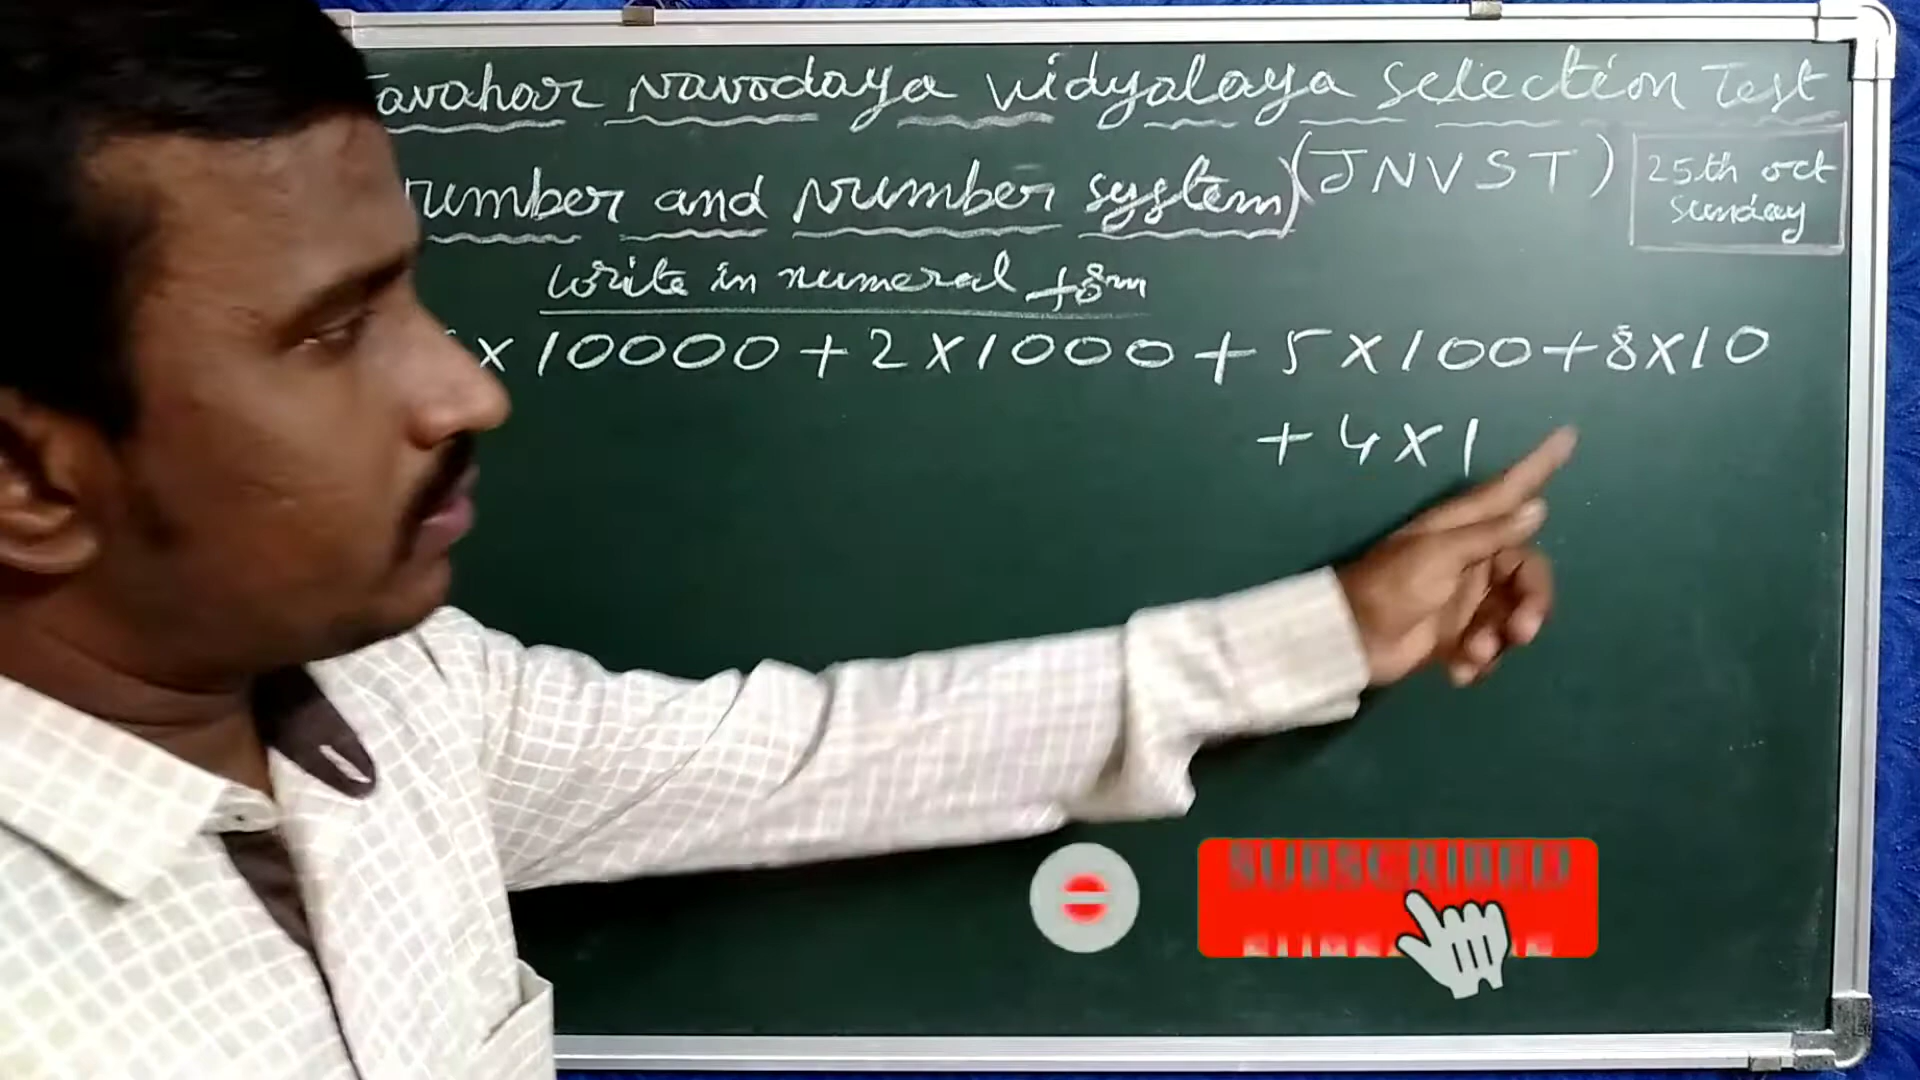 Javahar Navodaya Vidyalaya Selection Test
number and Number system) (JNVST)
25th oct
sunday
write in numeral form
x 10000 + 2 x 1000 + 5 x 100 + 8 x 10
+ 4 x 1
SUBSCRIBED